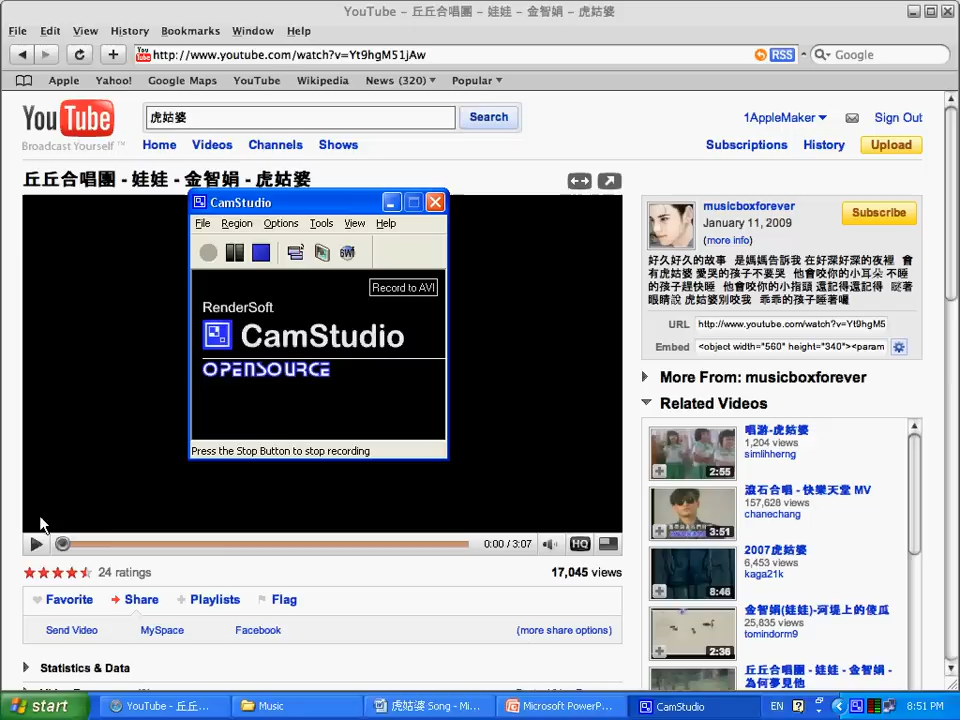 YouTube - 丘丘合唱團 - 娃娃 - 金智娟 - 虎姑婆
File Edit View History Bookmarks Window Help
http://www.youtube.com/watch?v=Yt9hgM51jAw
RSS
Google
Apple Yahoo! Google Maps YouTube Wikipedia News (320) Popular
YouTube
Broadcast Yourself ™
虎姑婆
Search
1AppleMaker
Sign Out
Home Videos Channels Shows
Subscriptions History Upload
丘丘合唱團 - 娃娃 - 金智娟 - 虎姑婆
CamStudio
File Region Options Tools View Help
Record to AVI
RenderSoft
CamStudio
OPENSOURCE
Press the Stop Button to stop recording
0:00 / 3:07
HQ
24 ratings
17,045 views
Favorite Share Playlists Flag
Send Video MySpace Facebook (more share options)
Statistics & Data
musicboxforever
January 11, 2009
(more info)
Subscribe
好久好久的故事 是媽媽告訴我 在好深好深的夜裡 會
有虎姑婆 愛哭的孩子不要哭 他會咬你的小耳朵 不睡
的孩子趕快睡 他會咬你的小指頭 還記得還記得 瞇著
眼睛說 虎姑婆別咬我 乖乖的孩子睡著囉
URL http://www.youtube.com/watch?v=Yt9hgM5
Embed <object width="560" height="340"><param
More From: musicboxforever
Related Videos
唱游-虎姑婆
1,204 views
simlihherng
2:55
滾石合唱 - 快樂天堂 MV
157,628 views
chanechang
3:51
2007虎姑婆
6,453 views
kaga21k
8:46
金智娟(娃娃)-河堤上的傻瓜
25,835 views
tomindorm9
2:36
丘丘合唱團 - 娃娃 - 金智娟 -
為何夢見他
start
YouTube - 丘丘...
Music
虎姑婆 Song - Mi...
Microsoft PowerP...
CamStudio
EN
8:51 PM